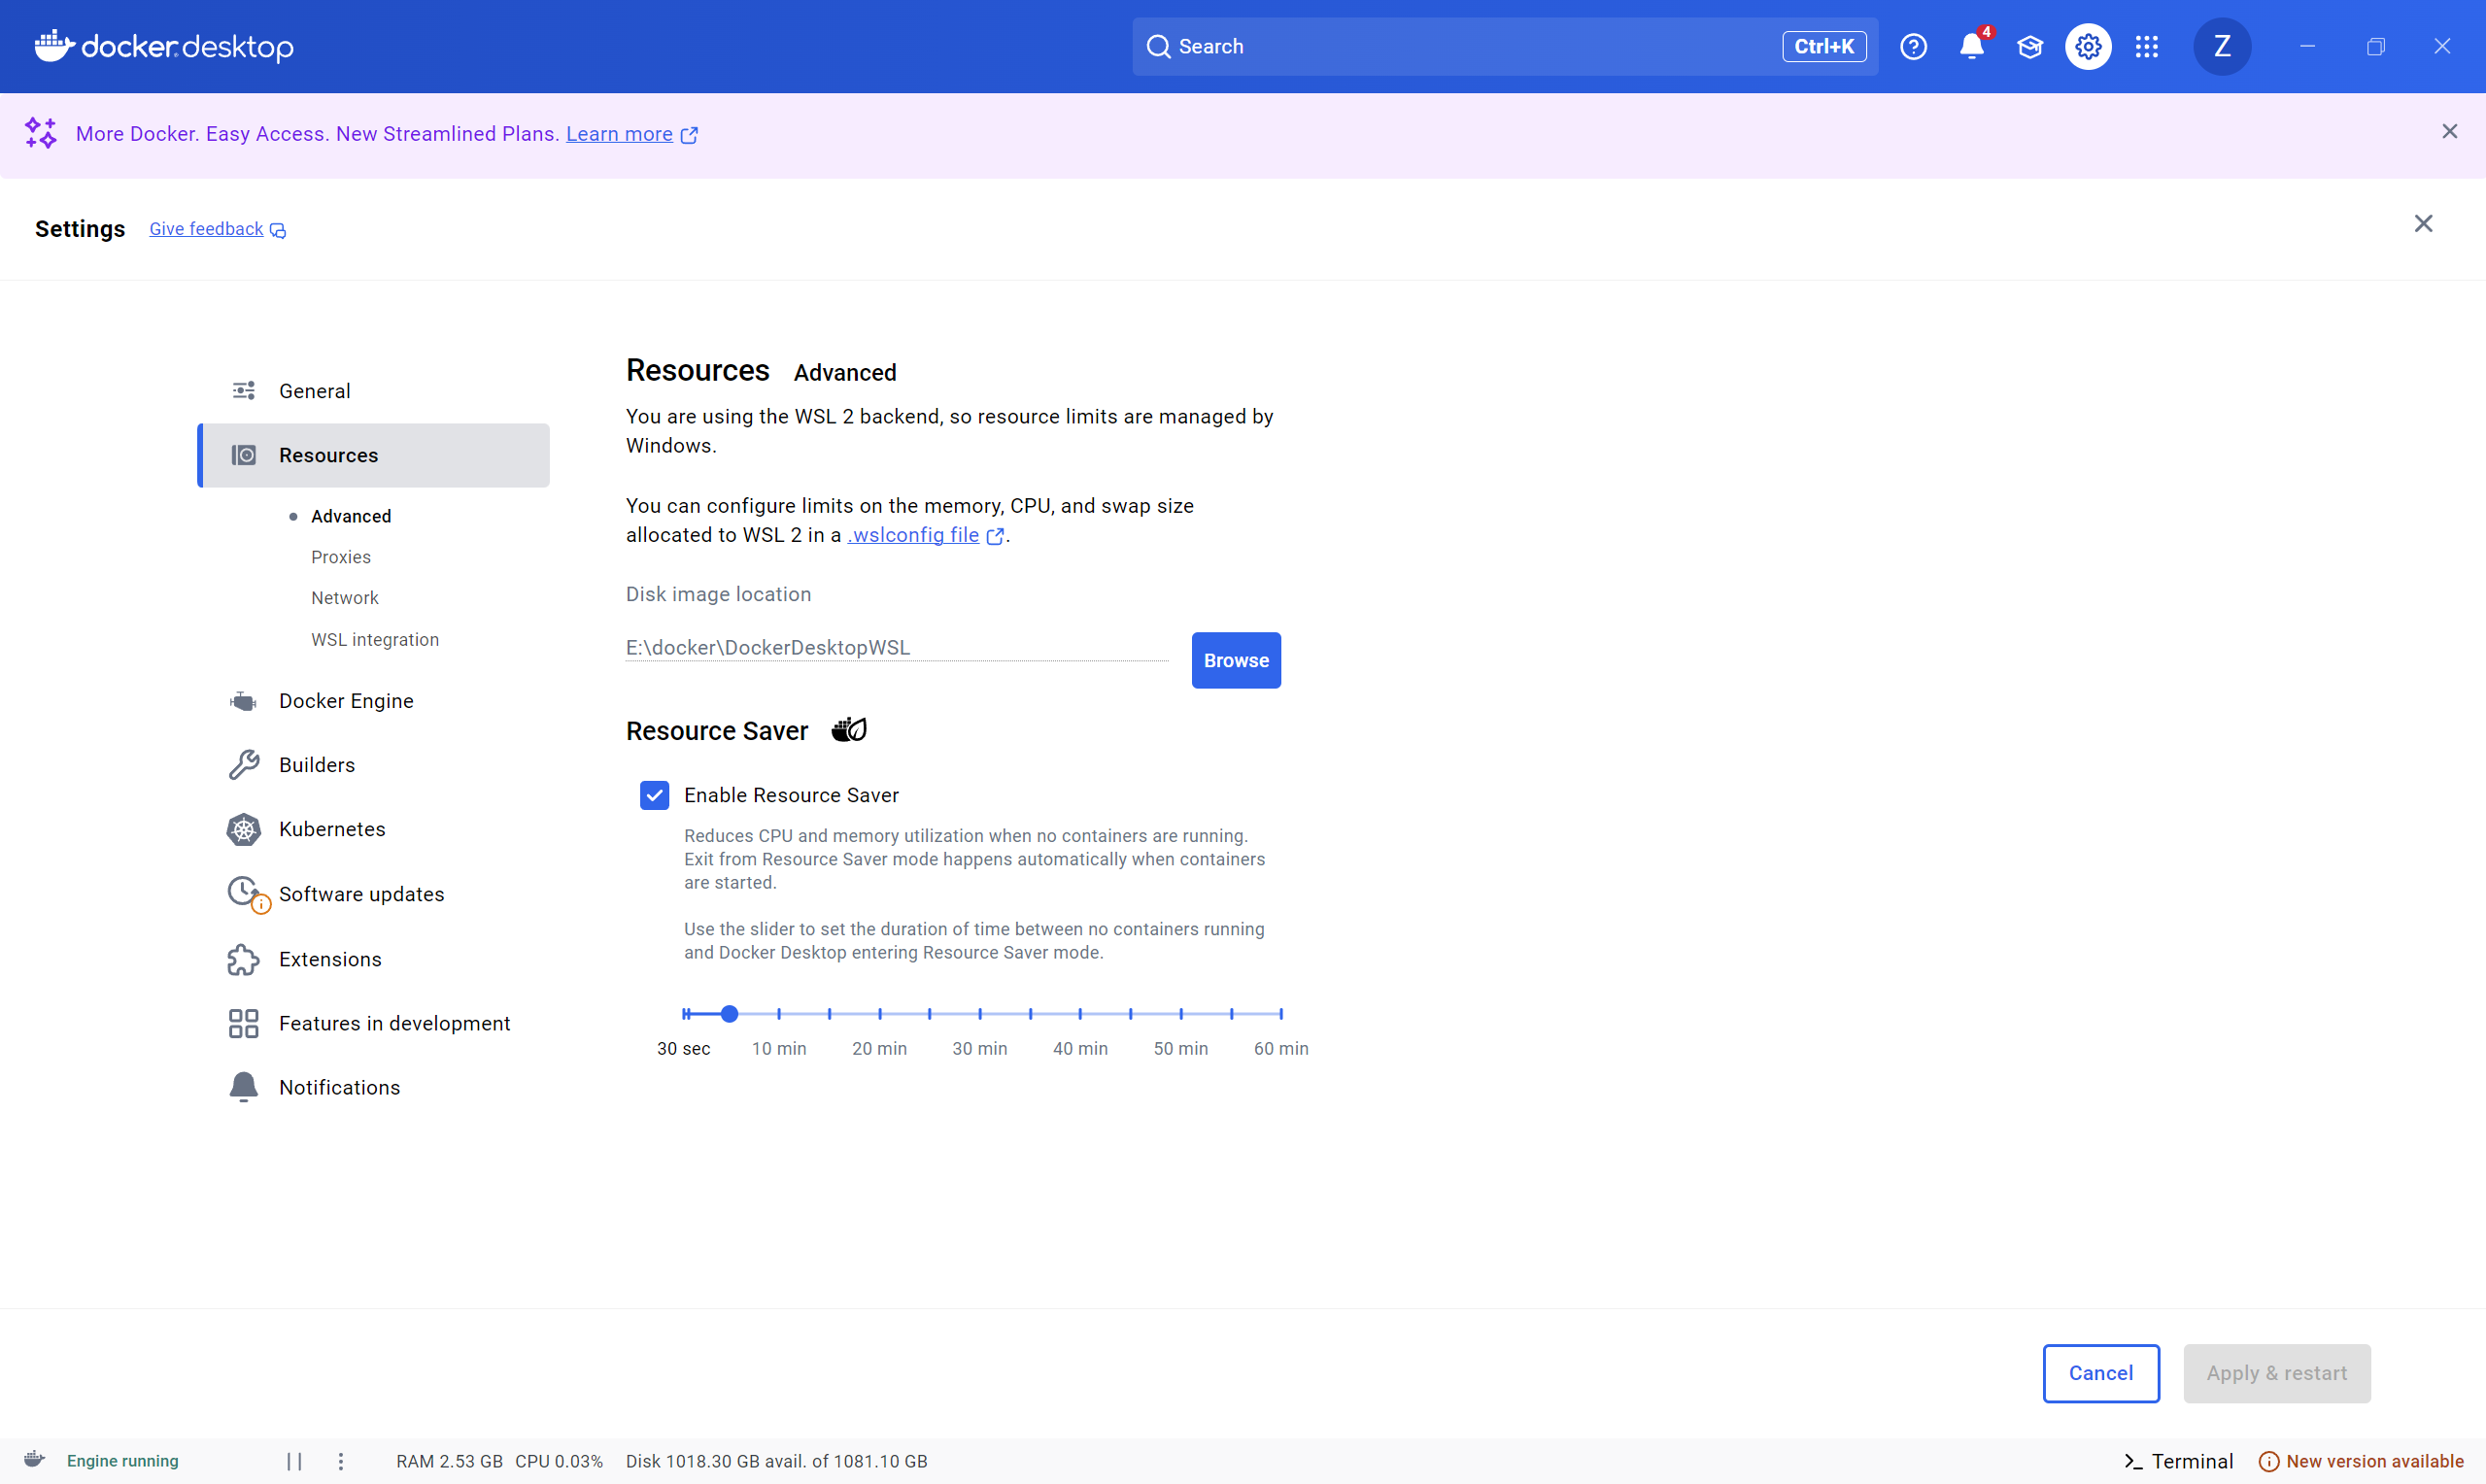 docker desktop
Search
Ctrl+K
4
Z
More Docker. Easy Access. New Streamlined Plans. Learn more
Settings
Give feedback
General
Resources
Advanced
Proxies
Network
WSL integration
Docker Engine
Builders
Kubernetes
Software updates
Extensions
Features in development
Notifications
Resources Advanced
You are using the WSL 2 backend, so resource limits are managed by
Windows.
You can configure limits on the memory, CPU, and swap size
allocated to WSL 2 in a .wslconfig file.
Disk image location
E:\docker\DockerDesktopWSL
Browse
Resource Saver
Enable Resource Saver
Reduces CPU and memory utilization when no containers are running.
Exit from Resource Saver mode happens automatically when containers
are started.
Use the slider to set the duration of time between no containers running
and Docker Desktop entering Resource Saver mode.
30 sec 10 min 20 min 30 min 40 min 50 min 60 min
Cancel
Apply & restart
Engine running
RAM 2.53 GB CPU 0.03% Disk 1018.30 GB avail. of 1081.10 GB
Terminal
New version available